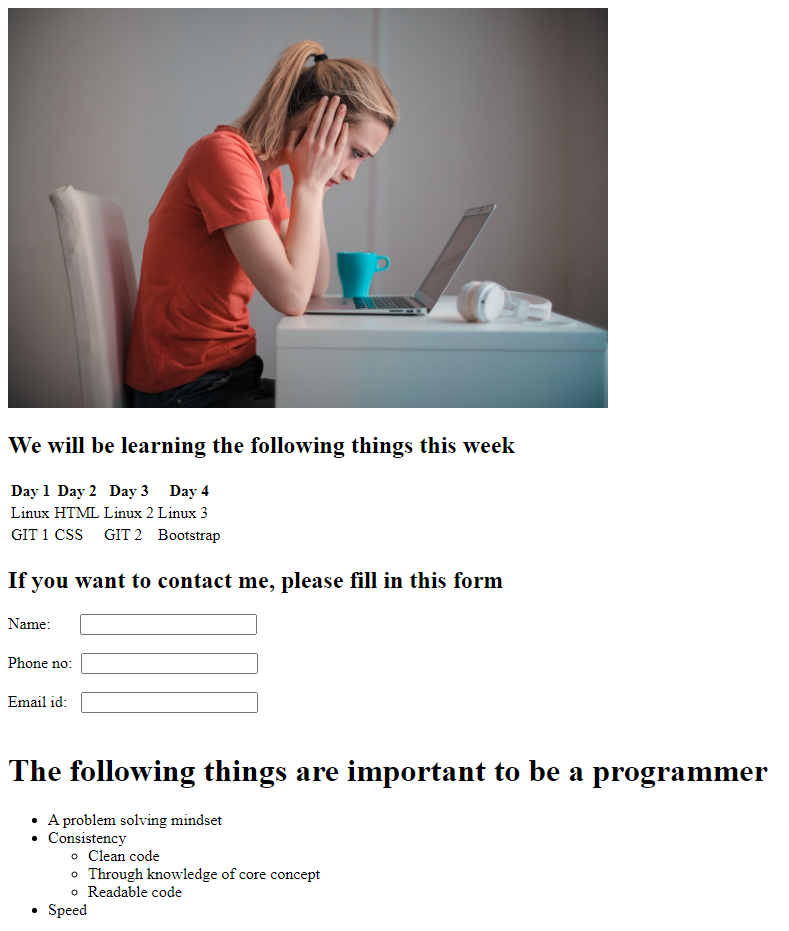 We will be learning the following things this week
Day 1 Day 2 Day 3 Day 4
Linux HTML Linux 2 Linux 3
GIT 1 CSS GIT 2 Bootstrap
If you want to contact me, please fill in this form
Name:
Phone no:
Email id:
The following things are important to be a programmer
A problem solving mindset
Consistency
Clean code
Through knowledge of core concept
Readable code
Speed